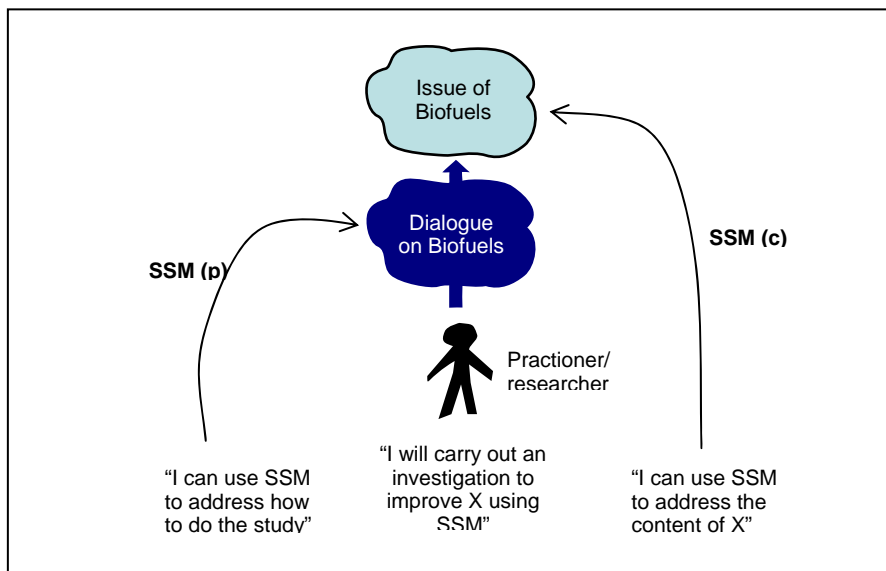 Issue of
Biofuels
Dialogue
on Biofuels
SSM (p)
SSM (c)
Practioner/
researcher
“I can use SSM
to address how
to do the study”
“I will carry out an
investigation to
improve X using
SSM”
“I can use SSM
to address the
content of X”